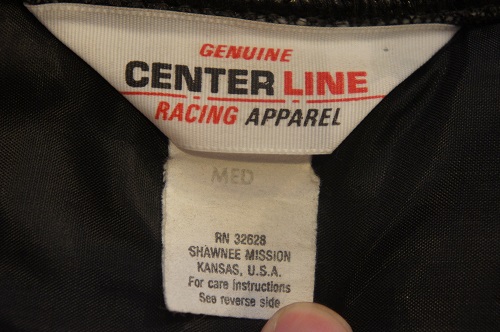 GENUINE
CENTER LINE
RACING APPAREL
MED
RN 32628
SHAWNEE MISSION
KANSAS, U.S.A.
For care instructions
See reverse side